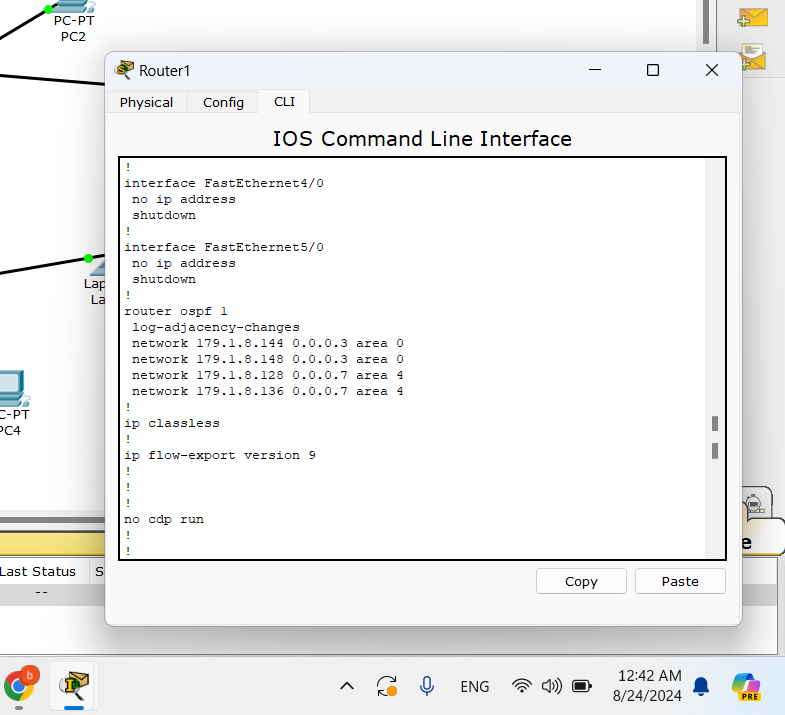 PC-PT
PC2
Router1
Physical
Config
CLI
IOS Command Line Interface
!
interface FastEthernet4/0
no ip address
shutdown
!
interface FastEthernet5/0
no ip address
shutdown
!
router ospf 1
log-adjacency-changes
network 179.1.8.144 0.0.0.3 area 0
network 179.1.8.148 0.0.0.3 area 0
network 179.1.8.128 0.0.0.7 area 4
network 179.1.8.136 0.0.0.7 area 4
!
ip classless
!
ip flow-export version 9
!
!
!
no cdp run
!
!
Copy
Paste
Lap
La
C-PT
PC4
e
Last Status
S
--
b
ENG
12:42 AM
8/24/2024
PRE